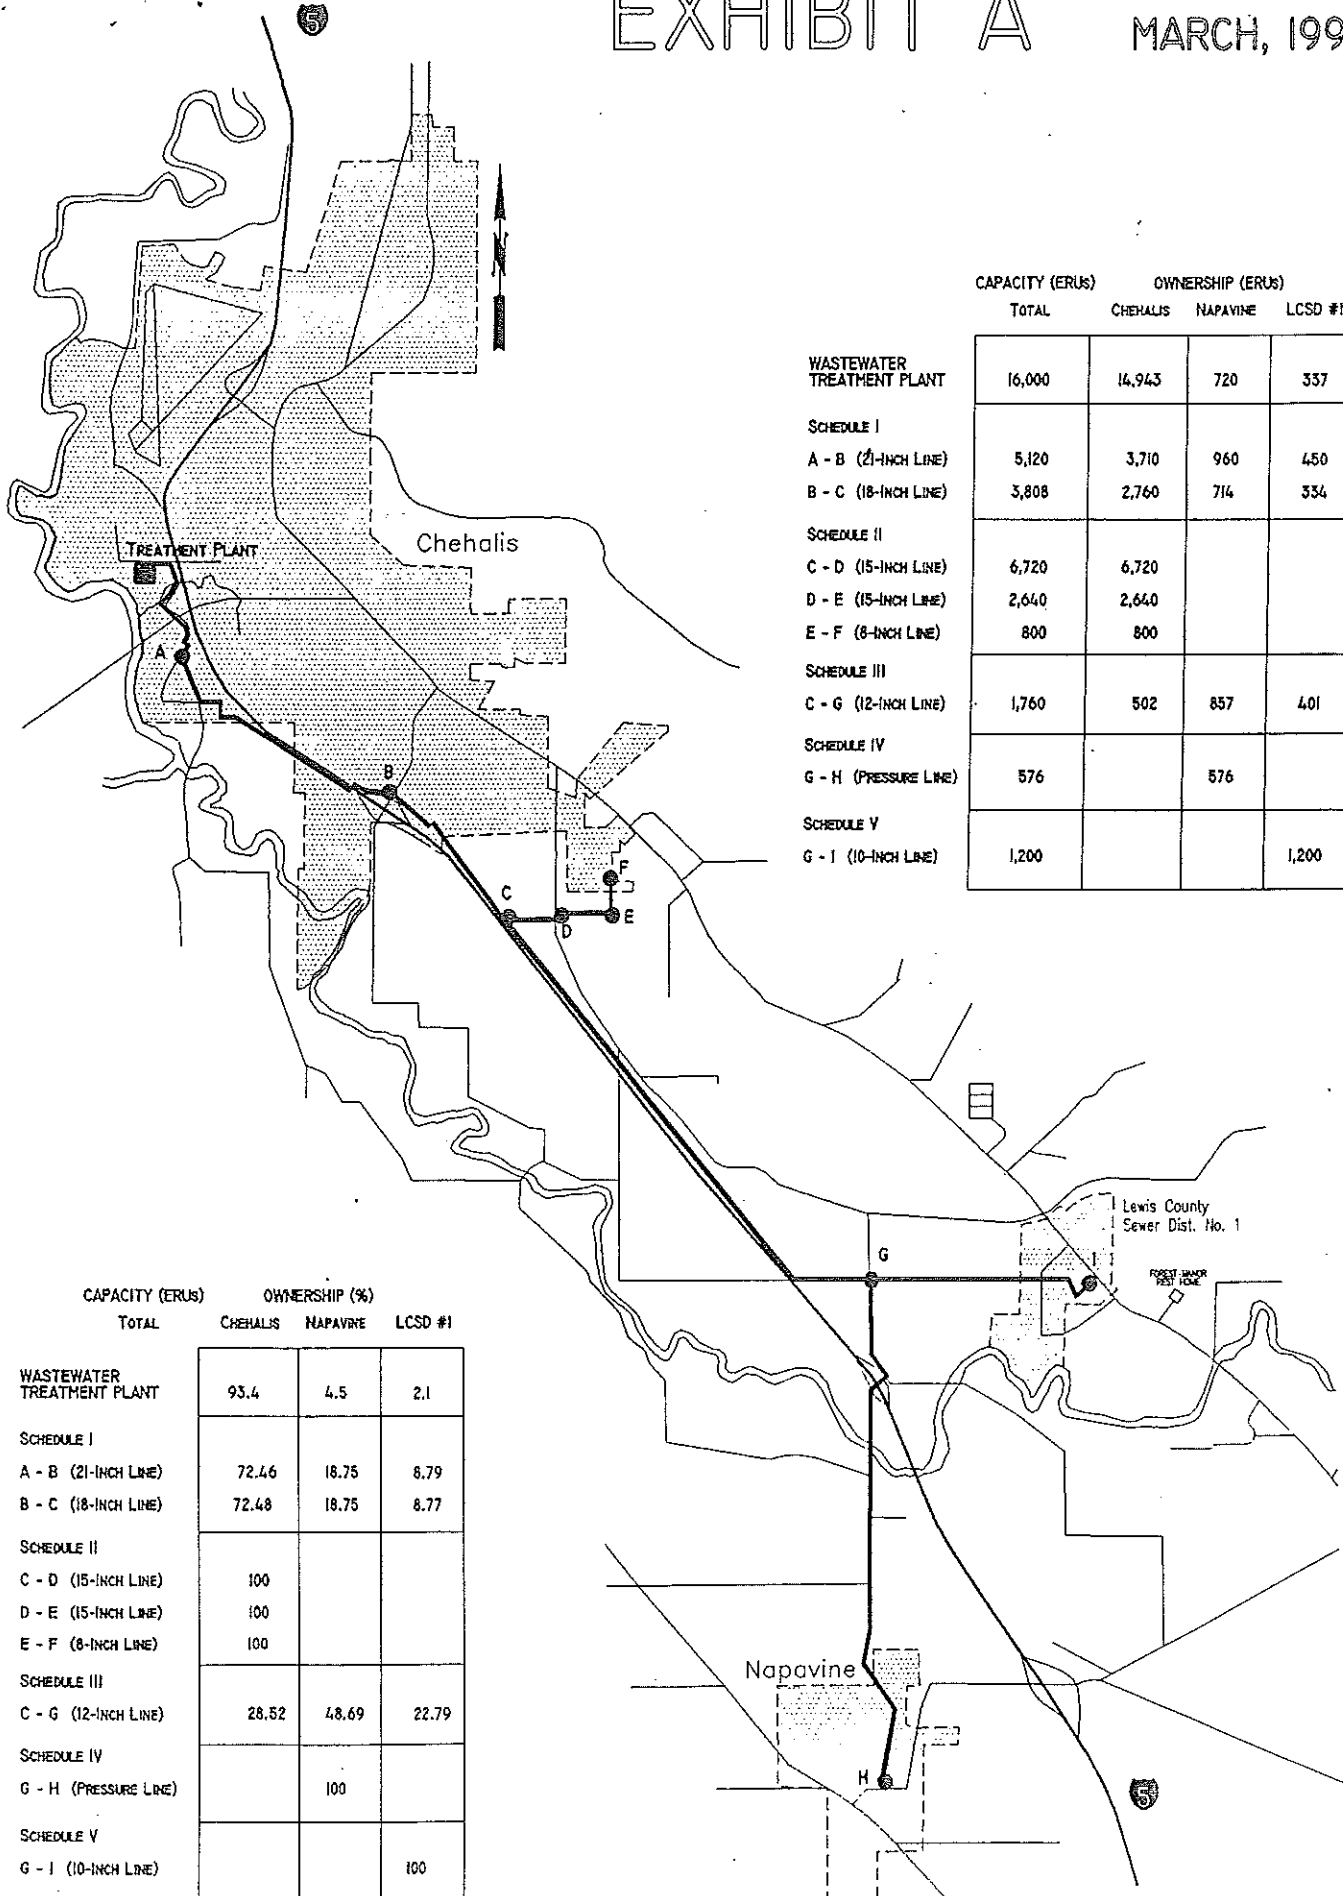 5
EXHIBIT A
MARCH, 199
N
CAPACITY (ERUs) OWNERSHIP (ERUs)
TOTAL CHEHALIS NAPAVINE LCSD #1
WASTEWATER
TREATMENT PLANT 16,000 14,943 720 337
SCHEDULE I
A - B (21-INCH LINE) 5,120 3,710 960 450
B - C (18-INCH LINE) 3,808 2,760 714 334
SCHEDULE II
C - D (15-INCH LINE) 6,720 6,720
D - E (15-INCH LINE) 2,640 2,640
E - F (8-INCH LINE) 800 800
SCHEDULE III
C - G (12-INCH LINE) 1,760 502 857 401
SCHEDULE IV
G - H (PRESSURE LINE) 576 576
SCHEDULE V
G - I (10-INCH LINE) 1,200 1,200
Chehalis
TREATMENT PLANT
A
B
C
D
E
F
G
I
Lewis County
Sewer Dist. No. 1
FOREST MANOR
REST HOME
CAPACITY (ERUs) OWNERSHIP (%)
TOTAL CHEHALIS NAPAVINE LCSD #1
WASTEWATER
TREATMENT PLANT 93.4 4.5 2.1
SCHEDULE I
A - B (21-INCH LINE) 72.46 18.75 8.79
B - C (18-INCH LINE) 72.48 18.75 8.77
SCHEDULE II
C - D (15-INCH LINE) 100
D - E (15-INCH LINE) 100
E - F (8-INCH LINE) 100
SCHEDULE III
C - G (12-INCH LINE) 28.52 48.69 22.79
SCHEDULE IV
G - H (PRESSURE LINE) 100
SCHEDULE V
G - I (10-INCH LINE) 100
Napavine
H
5